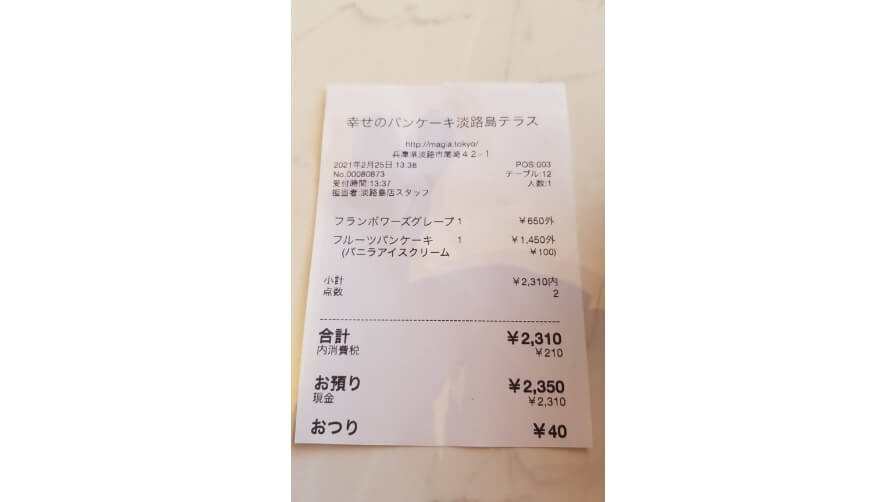 幸せのパンケーキ淡路島テラス
http://magia.tokyo/
兵庫県淡路市尾崎42-1
2021年2月25日 13:38 POS:003
No.00080873 テーブル:12
受付時間:13:37 人数:1
担当者:淡路島店スタッフ
フランボワーズグレープ 1 ¥650外
フルーツパンケーキ 1 ¥1,450外
(バニラアイスクリーム ¥100)
小計 ¥2,310内
点数 2
合計 ¥2,310
内消費税 ¥210
お預り ¥2,350
現金 ¥2,310
おつり ¥40